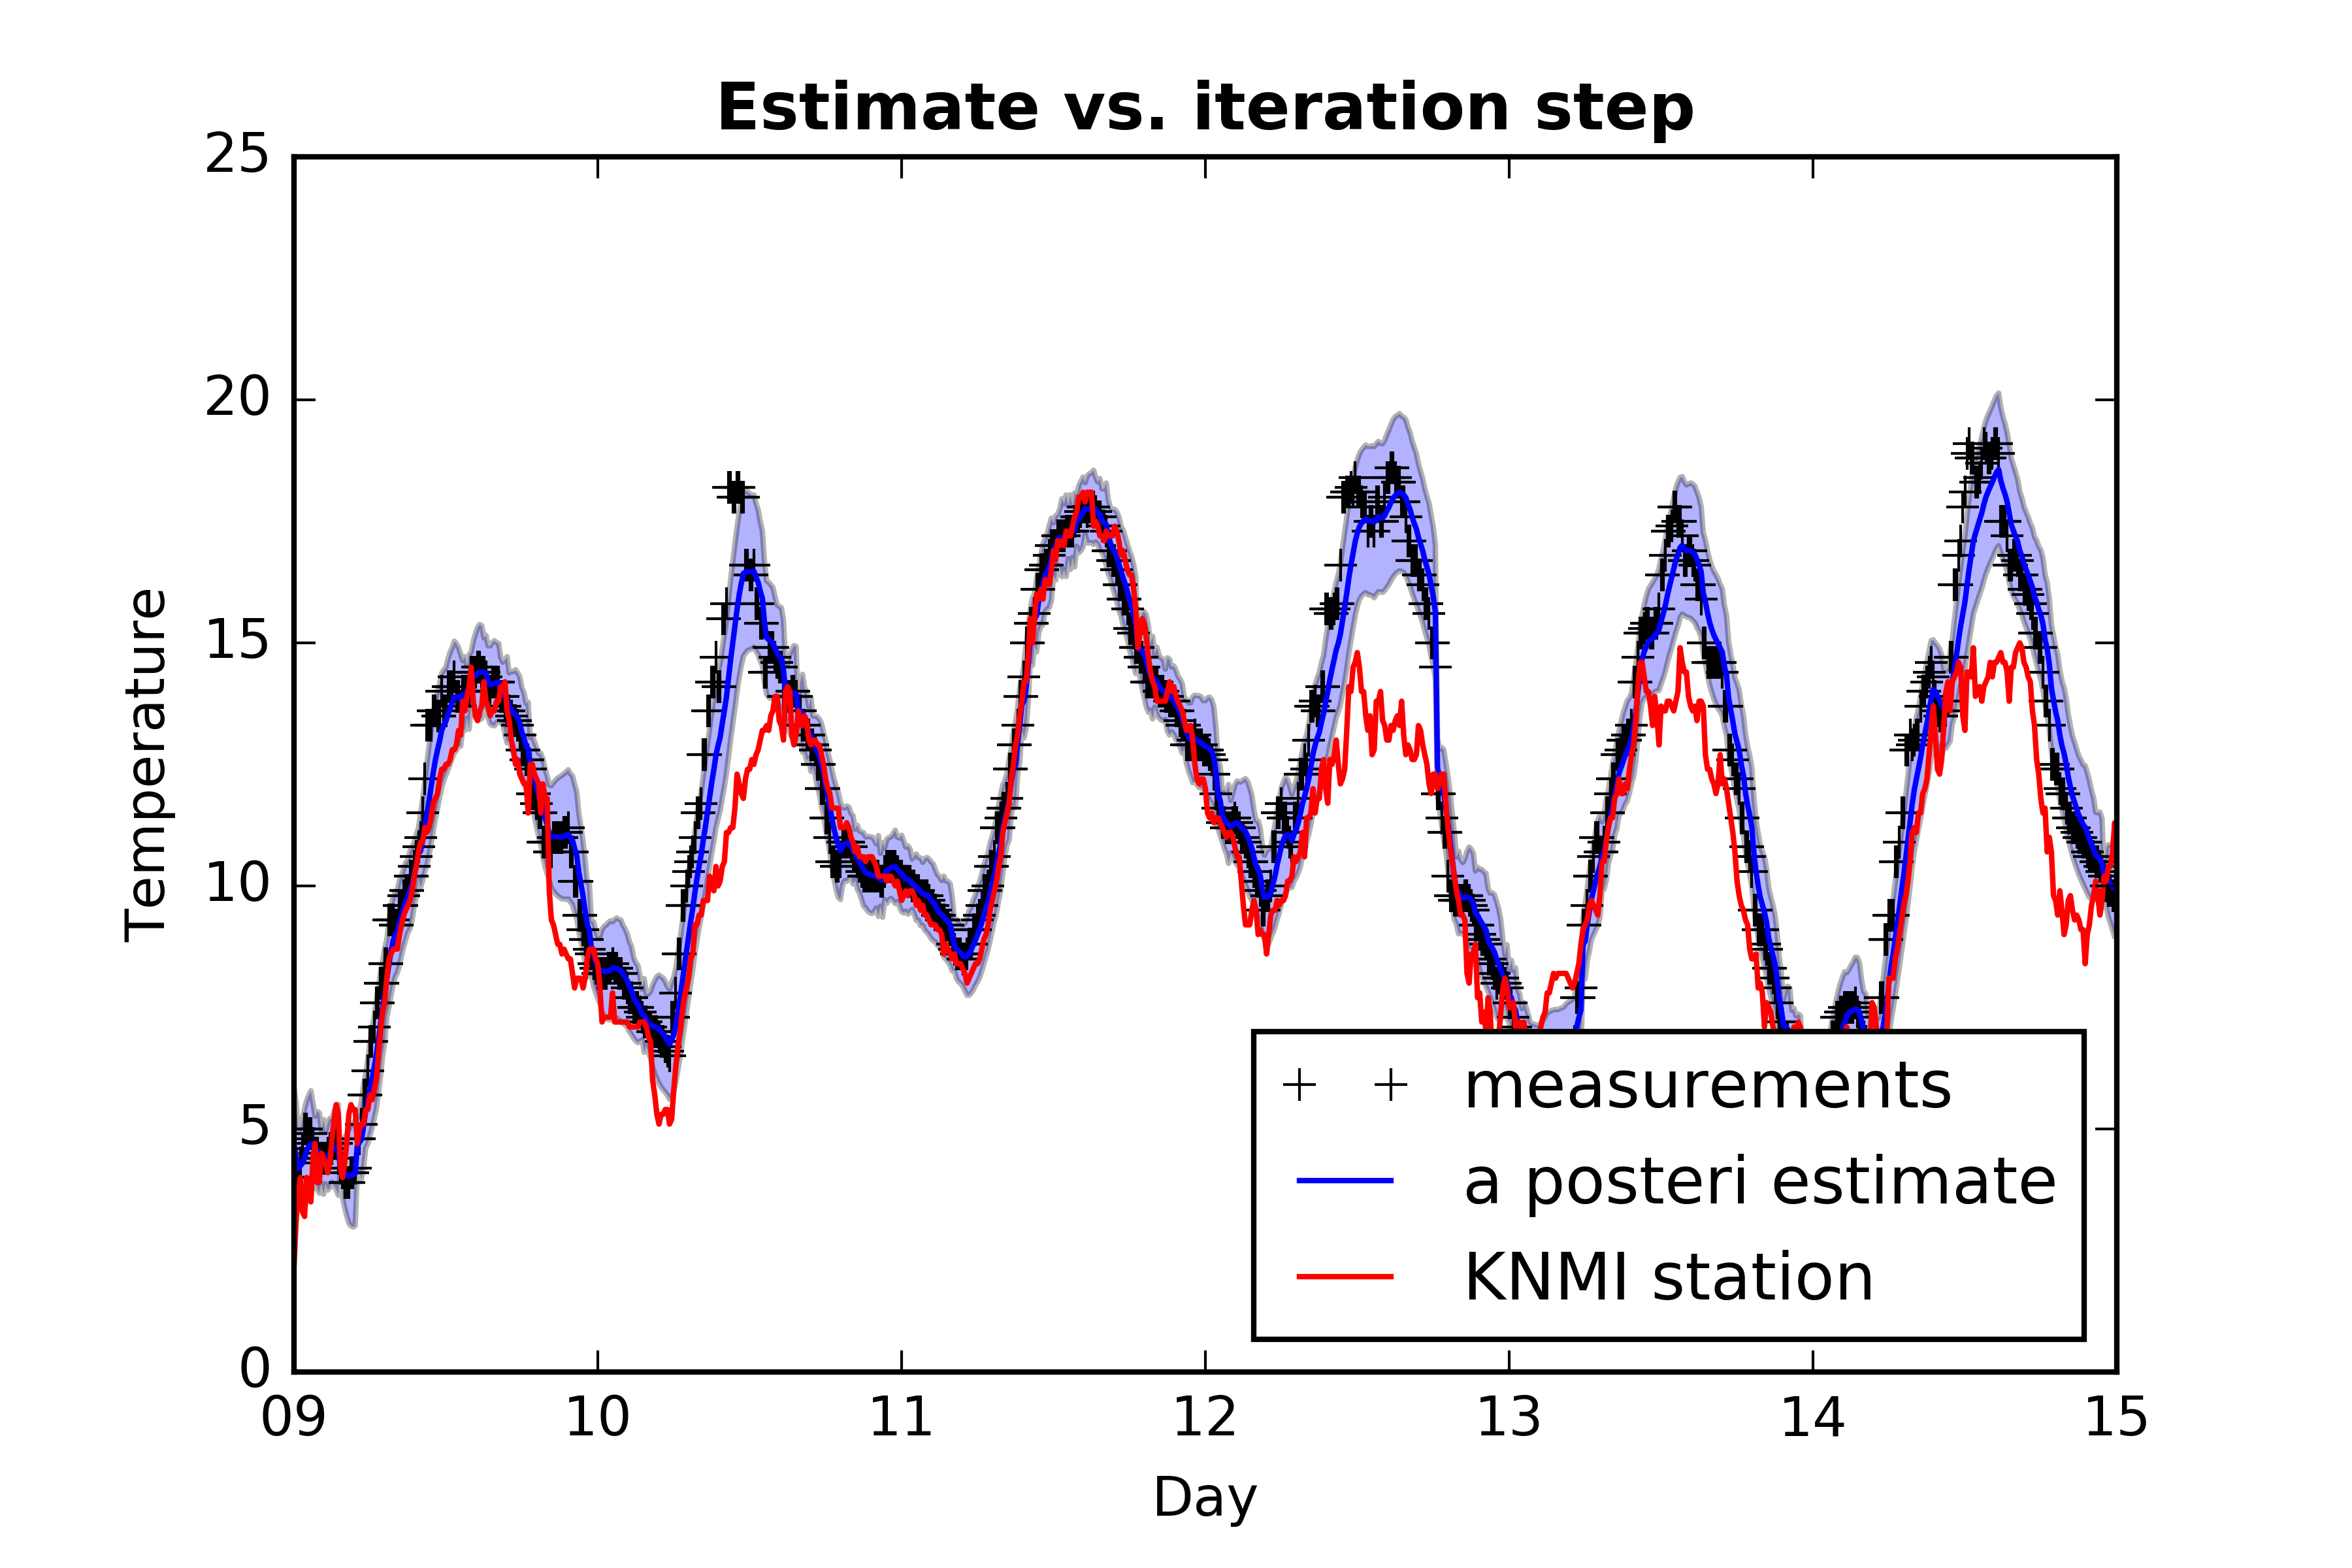 Estimate vs. iteration step
25
20
15
10
5
0
Temperature
09 10 11 12 13 14 15
Day
measurements
a posteri estimate
KNMI station